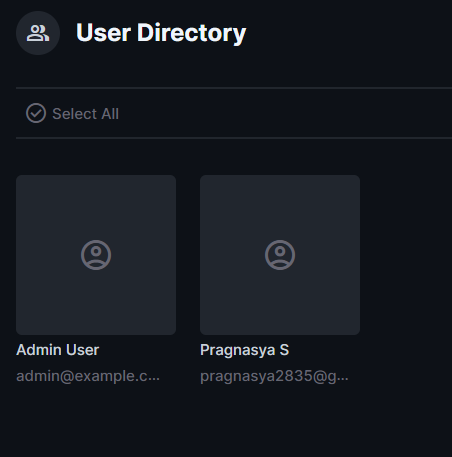 User Directory
Select All
Admin User
admin@example.c...
Pragnasya S
pragnasya2835@g...